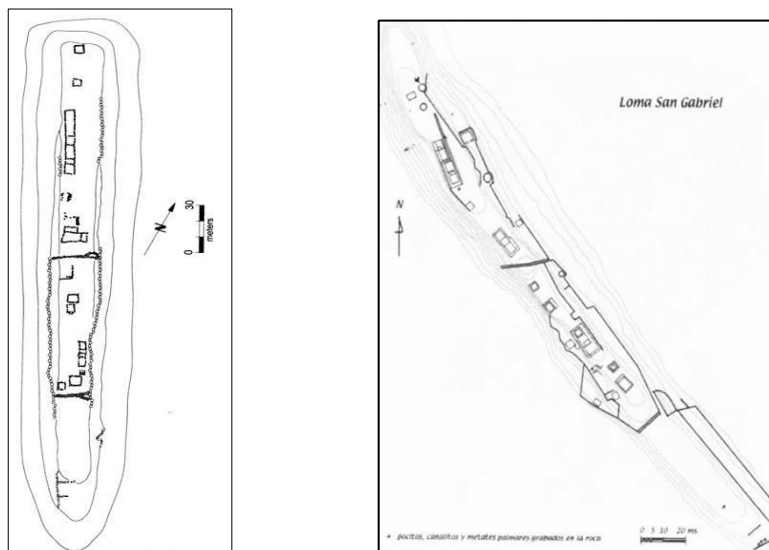 N
30
0
meters
Loma San Gabriel
N
0 5 10 20 ms.
* pocitos, canalitos y metates palmares grabados en la roca